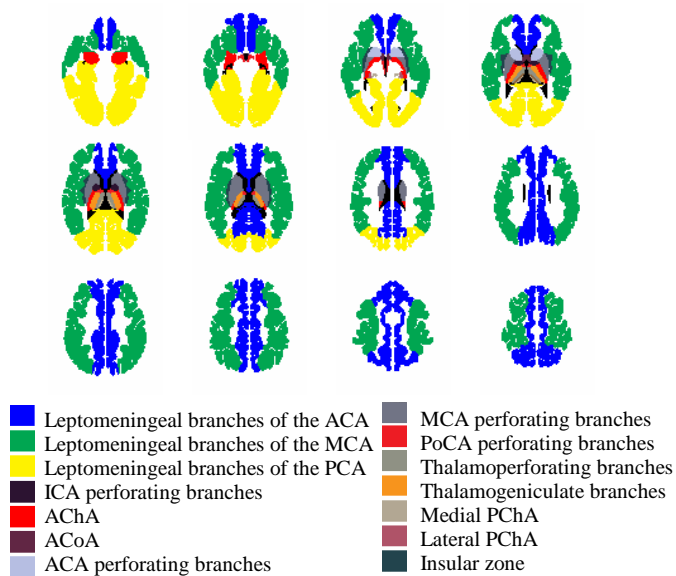 Leptomeningeal branches of the ACA
Leptomeningeal branches of the MCA
Leptomeningeal branches of the PCA
ICA perforating branches
AChA
ACoA
ACA perforating branches
MCA perforating branches
PoCA perforating branches
Thalamoperforating branches
Thalamogeniculate branches
Medial PChA
Lateral PChA
Insular zone